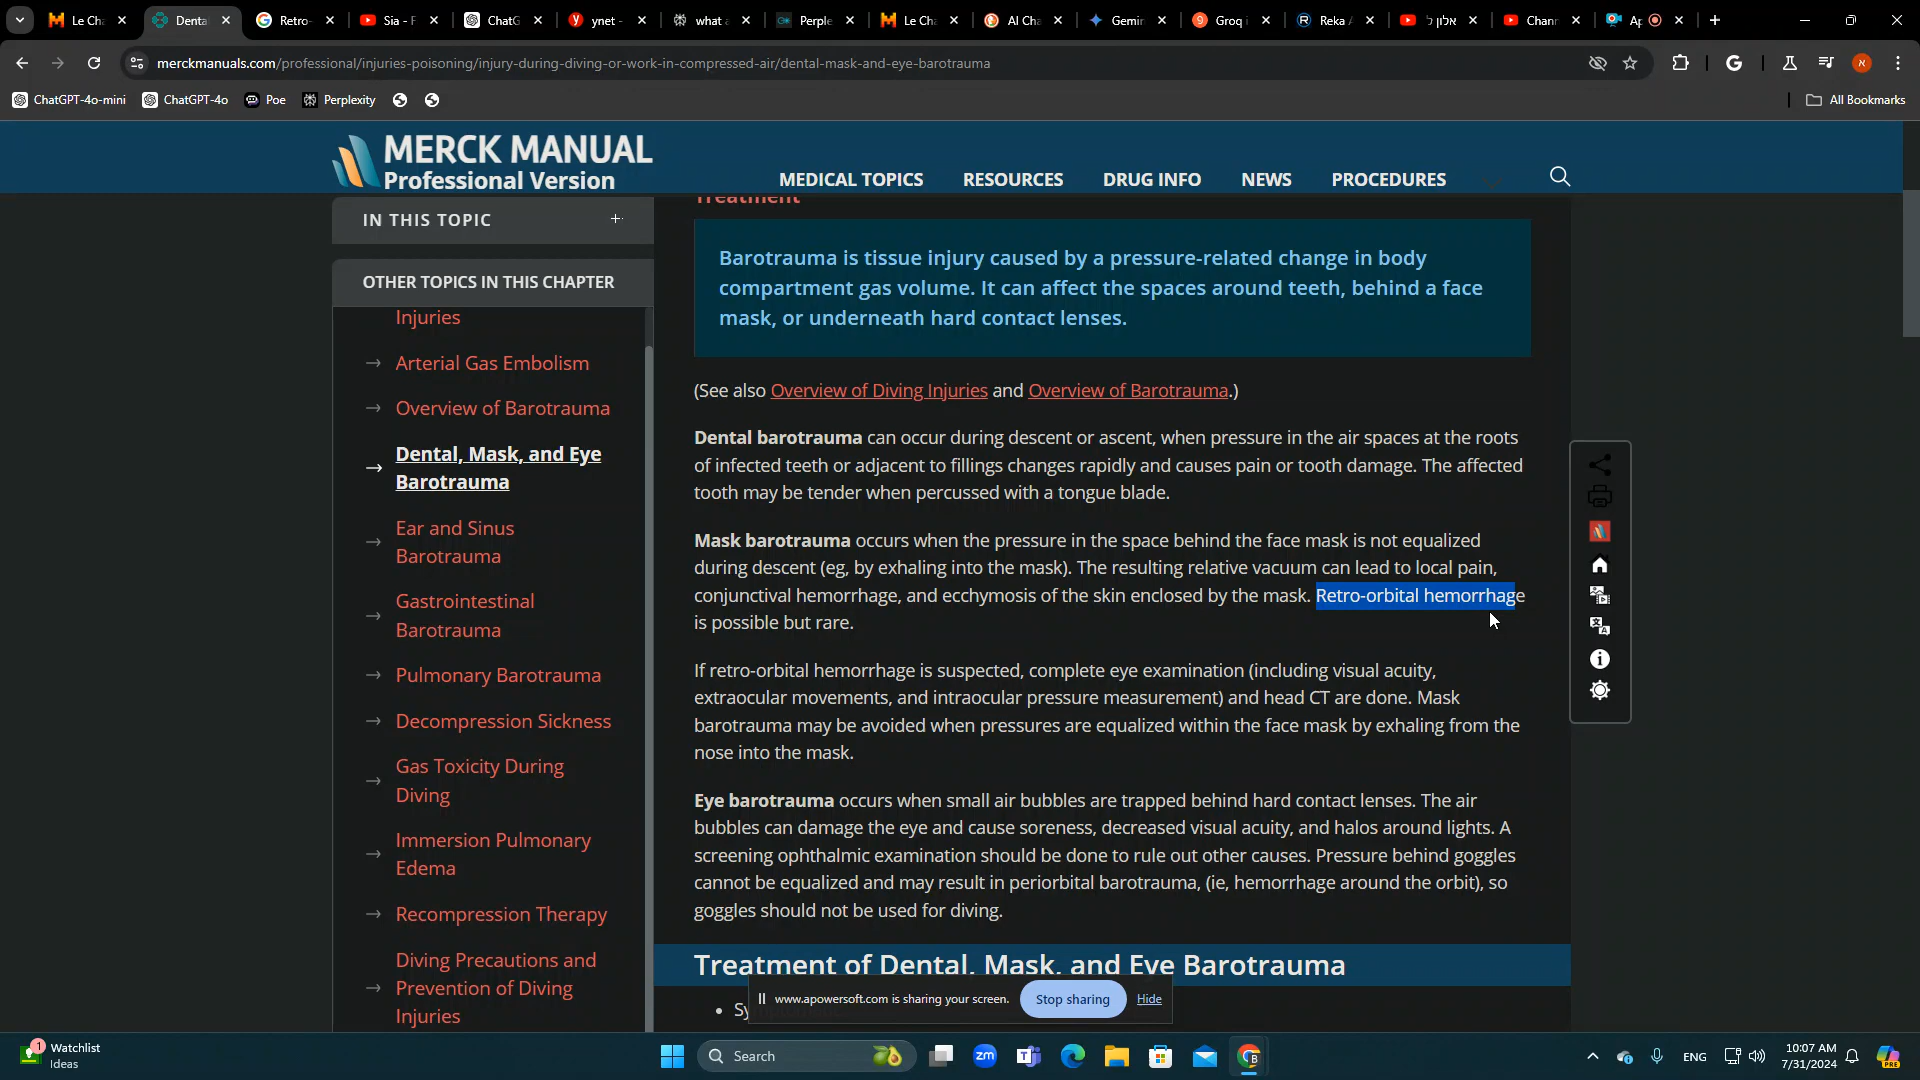 Le Cha
Denta
Retro-
Sia - F
ChatG
ynet -
what a
Perple
Le Cha
AI Cha
Gemin
Groq i
Reka A
אלון ל
Chann
Ap
merckmanuals.com/professional/injuries-poisoning/injury-during-diving-or-work-in-compressed-air/dental-mask-and-eye-barotrauma
ChatGPT-4o-mini
ChatGPT-4o
Poe
Perplexity
All Bookmarks
MERCK MANUAL
Professional Version
MEDICAL TOPICS
RESOURCES
DRUG INFO
NEWS
PROCEDURES
IN THIS TOPIC
OTHER TOPICS IN THIS CHAPTER
Injuries
Arterial Gas Embolism
Overview of Barotrauma
Dental, Mask, and Eye
Barotrauma
Ear and Sinus
Barotrauma
Gastrointestinal
Barotrauma
Pulmonary Barotrauma
Decompression Sickness
Gas Toxicity During
Diving
Immersion Pulmonary
Edema
Recompression Therapy
Diving Precautions and
Prevention of Diving
Injuries
Treatment
Barotrauma is tissue injury caused by a pressure-related change in body
compartment gas volume. It can affect the spaces around teeth, behind a face
mask, or underneath hard contact lenses.
(See also Overview of Diving Injuries and Overview of Barotrauma.)
Dental barotrauma can occur during descent or ascent, when pressure in the air spaces at the roots
of infected teeth or adjacent to fillings changes rapidly and causes pain or tooth damage. The affected
tooth may be tender when percussed with a tongue blade.
Mask barotrauma occurs when the pressure in the space behind the face mask is not equalized
during descent (eg, by exhaling into the mask). The resulting relative vacuum can lead to local pain,
conjunctival hemorrhage, and ecchymosis of the skin enclosed by the mask. Retro-orbital hemorrhage
is possible but rare.
If retro-orbital hemorrhage is suspected, complete eye examination (including visual acuity,
extraocular movements, and intraocular pressure measurement) and head CT are done. Mask
barotrauma may be avoided when pressures are equalized within the face mask by exhaling from the
nose into the mask.
Eye barotrauma occurs when small air bubbles are trapped behind hard contact lenses. The air
bubbles can damage the eye and cause soreness, decreased visual acuity, and halos around lights. A
screening ophthalmic examination should be done to rule out other causes. Pressure behind goggles
cannot be equalized and may result in periorbital barotrauma, (ie, hemorrhage around the orbit), so
goggles should not be used for diving.
Treatment of Dental, Mask, and Eye Barotrauma
www.apowersoft.com is sharing your screen.
Stop sharing
Hide
1
Watchlist
Ideas
Search
ENG
10:07 AM
7/31/2024